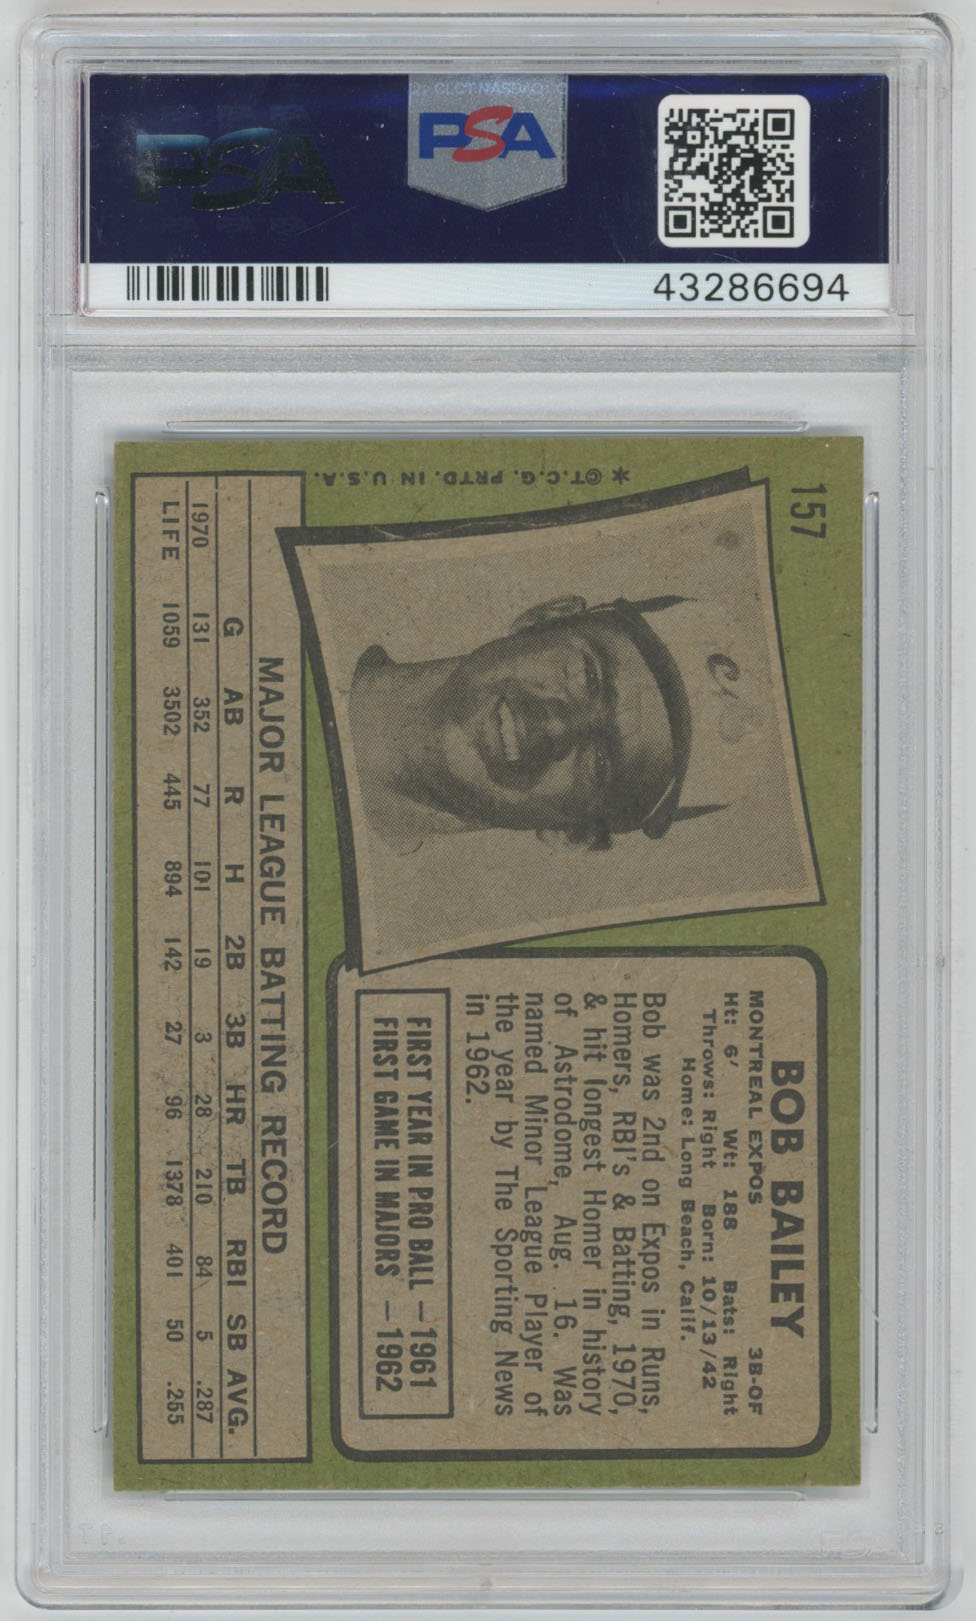 PSA
PSA
43286694
157
* ©T.C.G. PRTD. IN U.S.A.
BOB BAILEY
MONTREAL EXPOS 3B-OF
Ht: 6' Wt: 188 Bats: Right
Throws: Right Born: 10/13/42
Home: Long Beach, Calif.
Bob was 2nd on Expos in Runs,
Homers, RBI's & Batting, 1970,
& hit longest Homer in history
of Astrodome, Aug. 16. Was
named Minor League Player of
the year by The Sporting News
in 1962.
FIRST YEAR IN PRO BALL —1961
FIRST GAME IN MAJORS —1962
MAJOR LEAGUE BATTING RECORD
G AB R H 2B 3B HR TB RBI SB AVG.
1970 131 352 77 101 19 3 28 210 84 5 .287
LIFE 1059 3502 445 894 142 27 96 1378 401 50 .255